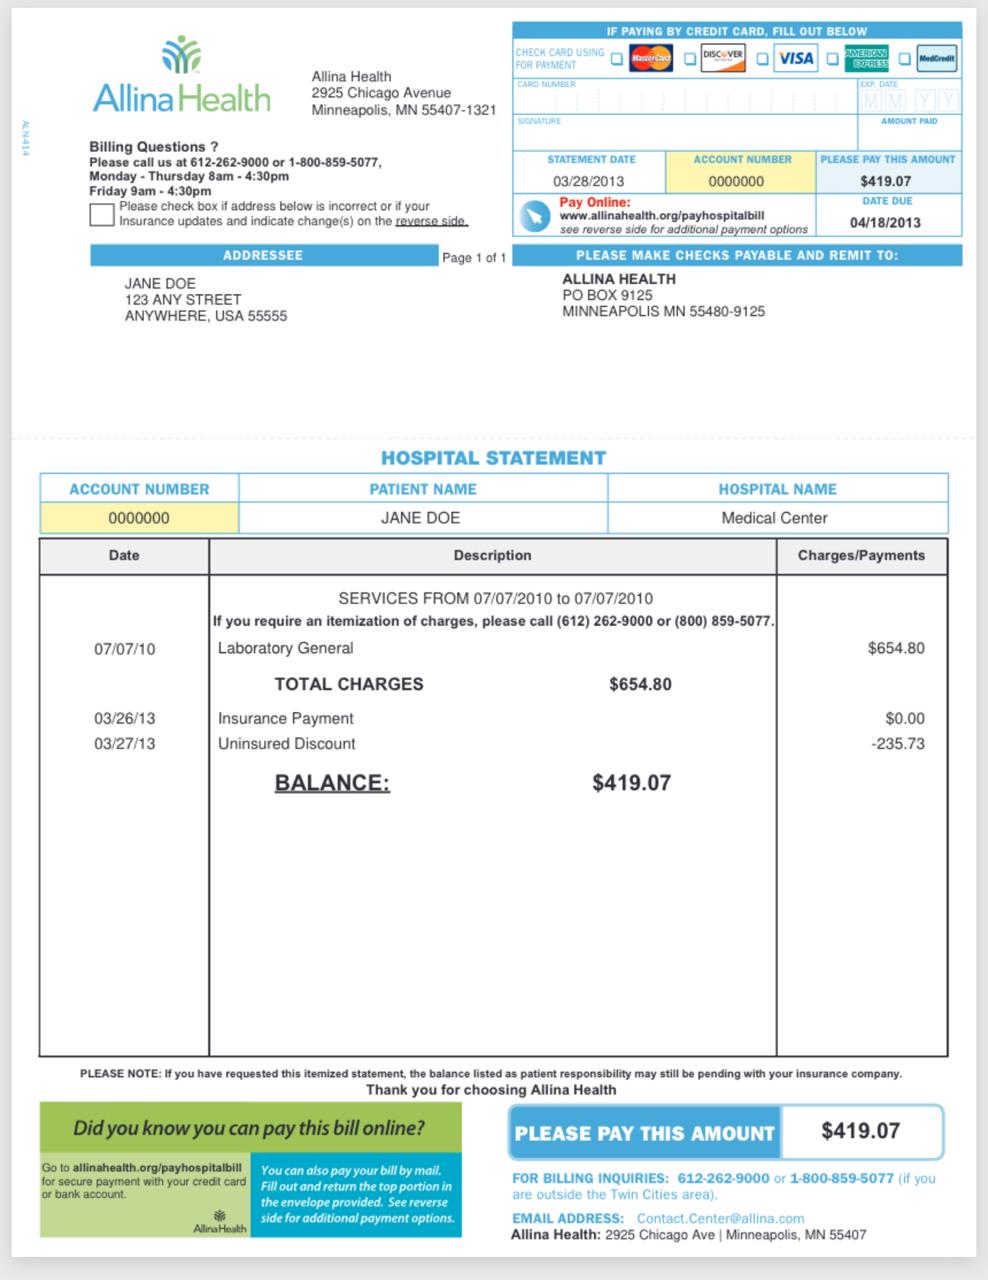 IF PAYING BY CREDIT CARD, FILL OUT BELOW
CHECK CARD USING
FOR PAYMENT
MasterCard
DISCOVER
NETWORK
VISA
AMERICAN
EXPRESS
MedCredit
CARD NUMBER
EXP. DATE
M M Y Y
SIGNATURE
AMOUNT PAID
STATEMENT DATE
ACCOUNT NUMBER
PLEASE PAY THIS AMOUNT
03/28/2013
0000000
$419.07
Pay Online:
www.allinahealth.org/payhospitalbill
see reverse side for additional payment options
DATE DUE
04/18/2013
AllinaHealth
Allina Health
2925 Chicago Avenue
Minneapolis, MN 55407-1321
ALN-414
Billing Questions ?
Please call us at 612-262-9000 or 1-800-859-5077,
Monday - Thursday 8am - 4:30pm
Friday 9am - 4:30pm
Please check box if address below is incorrect or if your
Insurance updates and indicate change(s) on the reverse side.
ADDRESSEE
Page 1 of 1
PLEASE MAKE CHECKS PAYABLE AND REMIT TO:
JANE DOE
123 ANY STREET
ANYWHERE, USA 55555
ALLINA HEALTH
PO BOX 9125
MINNEAPOLIS MN 55480-9125
HOSPITAL STATEMENT
ACCOUNT NUMBER
PATIENT NAME
HOSPITAL NAME
0000000
JANE DOE
Medical Center
Date
Description
Charges/Payments
SERVICES FROM 07/07/2010 to 07/07/2010
If you require an itemization of charges, please call (612) 262-9000 or (800) 859-5077.
07/07/10 Laboratory General $654.80
TOTAL CHARGES $654.80
03/26/13 Insurance Payment $0.00
03/27/13 Uninsured Discount -235.73
BALANCE: $419.07
PLEASE NOTE: If you have requested this itemized statement, the balance listed as patient responsibility may still be pending with your insurance company.
Thank you for choosing Allina Health
Did you know you can pay this bill online?
Go to allinahealth.org/payhospitalbill
for secure payment with your credit card
or bank account.
AllinaHealth
You can also pay your bill by mail.
Fill out and return the top portion in
the envelope provided. See reverse
side for additional payment options.
PLEASE PAY THIS AMOUNT
$419.07
FOR BILLING INQUIRIES: 612-262-9000 or 1-800-859-5077 (if you
are outside the Twin Cities area).
EMAIL ADDRESS: Contact.Center@allina.com
Allina Health: 2925 Chicago Ave | Minneapolis, MN 55407